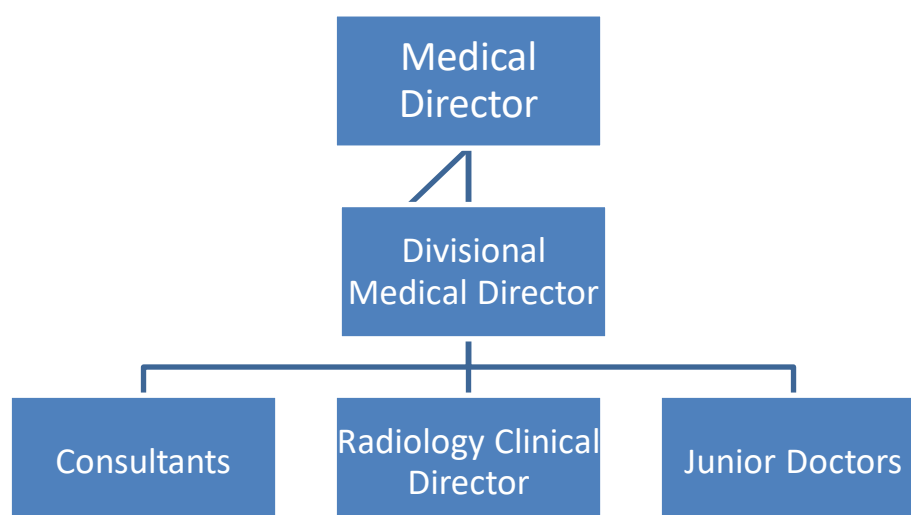 Medical
Director
Divisional
Medical Director
Consultants
Radiology Clinical
Director
Junior Doctors